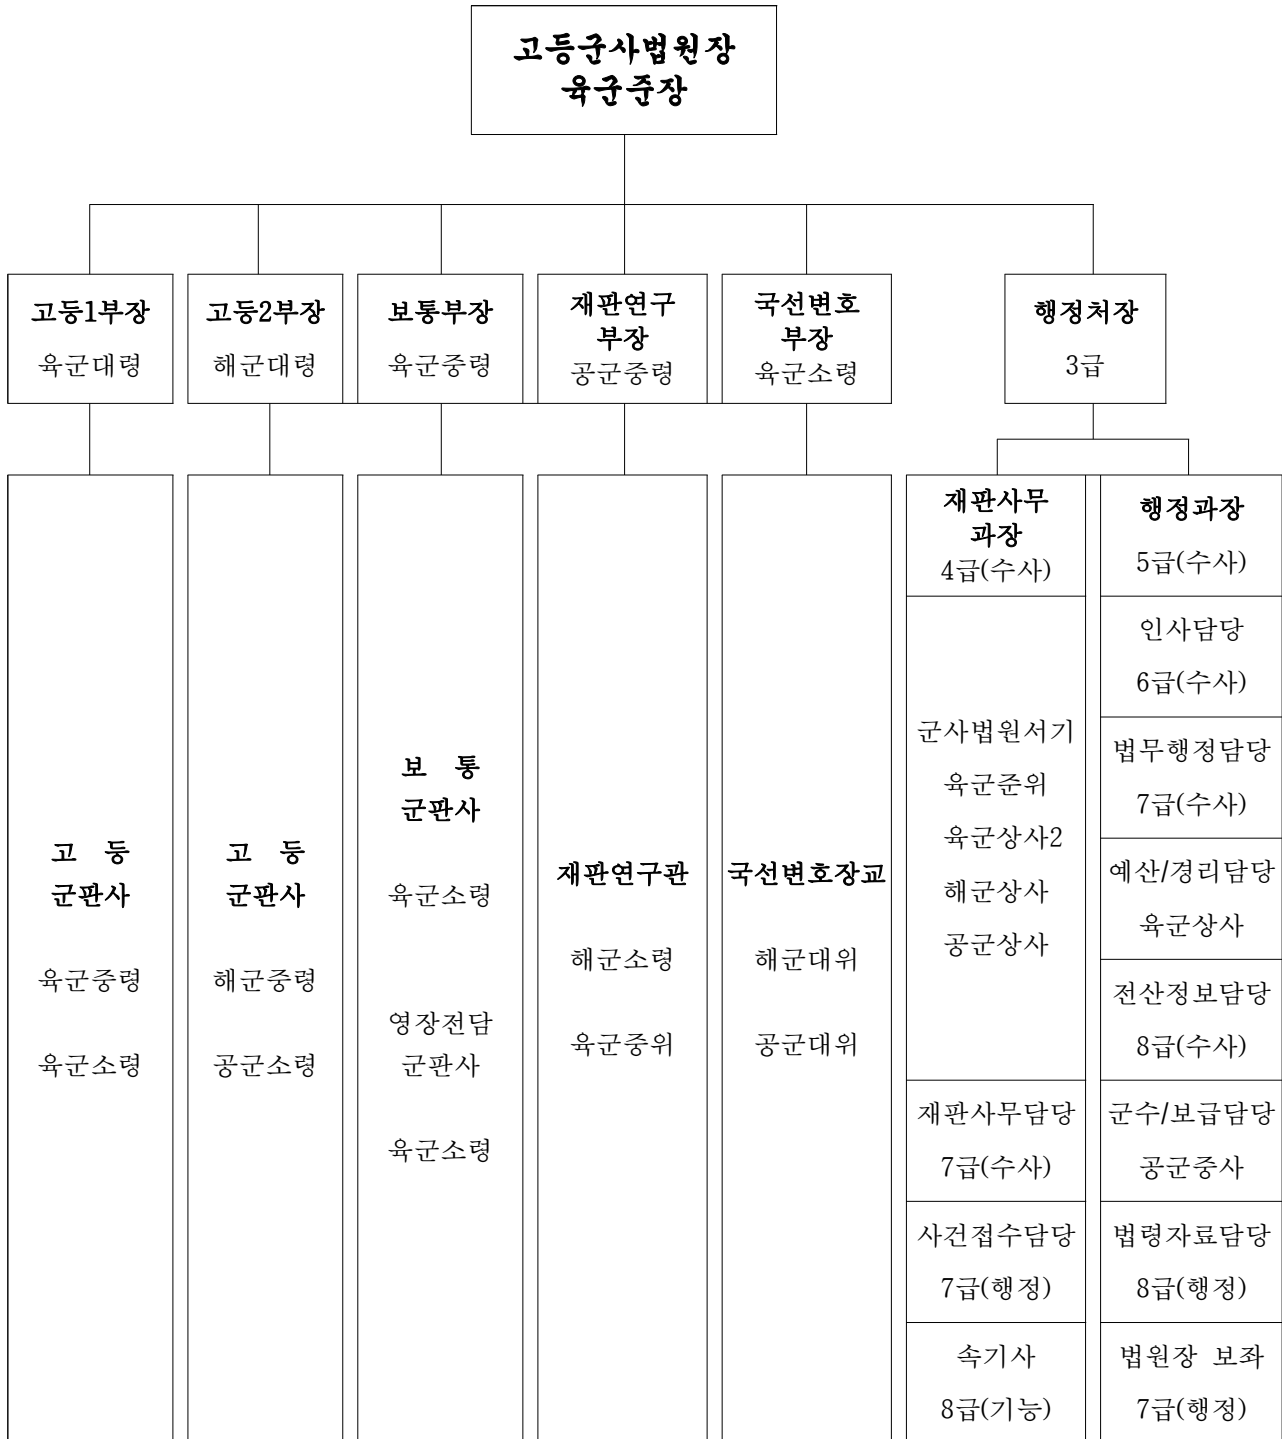 고등군사법원장
육군준장
고등1부장
육군대령
고등2부장
해군대령
보통부장
육군중령
재판연구
부장
공군중령
국선변호
부장
육군소령
행정처장
3급
고 등
군판사
육군중령
육군소령
고 등
군판사
해군중령
공군소령
보 통
군판사
육군소령
영장전담
군판사
육군소령
재판연구관
해군소령
육군중위
국선변호장교
해군대위
공군대위
재판사무
과장
4급(수사)
군사법원서기
육군준위
육군상사2
해군상사
공군상사
재판사무담당
7급(수사)
사건접수담당
7급(행정)
속기사
8급(기능)
행정과장
5급(수사)
인사담당
6급(수사)
법무행정담당
7급(수사)
예산/경리담당
육군상사
전산정보담당
8급(수사)
군수/보급담당
공군중사
법령자료담당
8급(행정)
법원장 보좌
7급(행정)